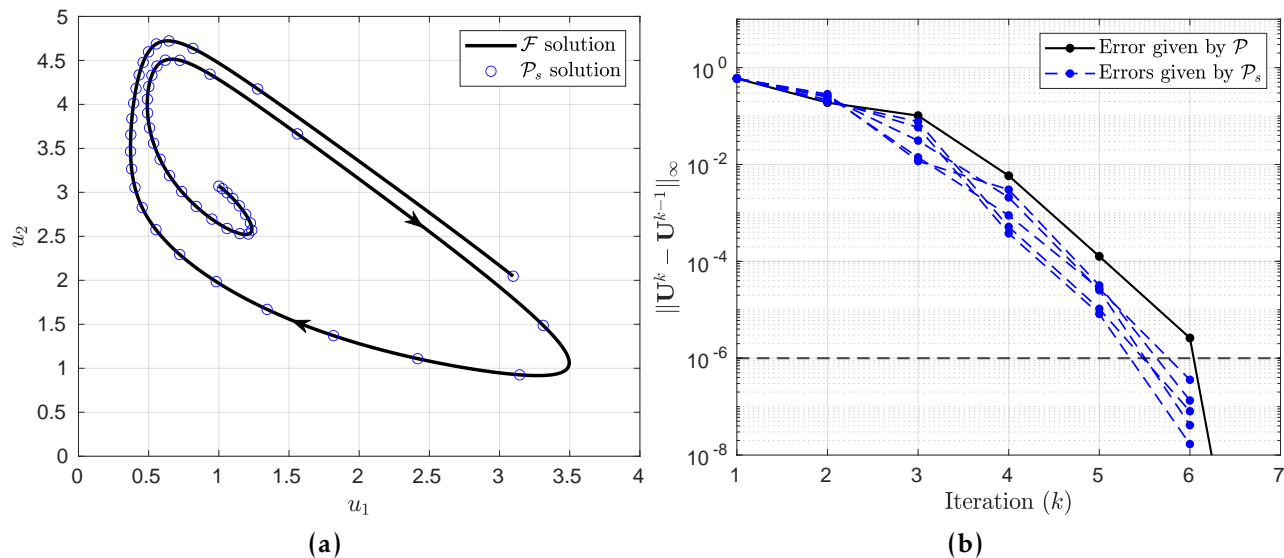 5
4.5
4
3.5
3
2.5
2
1.5
1
0.5
0
u₂
0 0.5 1 1.5 2 2.5 3 3.5 4
u₁
ℱ solution
𝒫ₛ solution
(a)
10⁰
10⁻²
10⁻⁴
10⁻⁶
10⁻⁸
||𝐔ᵏ − 𝐔ᵏ⁻¹||∞
1 2 3 4 5 6 7
Iteration (k)
Error given by 𝒫
Errors given by 𝒫ₛ
(b)